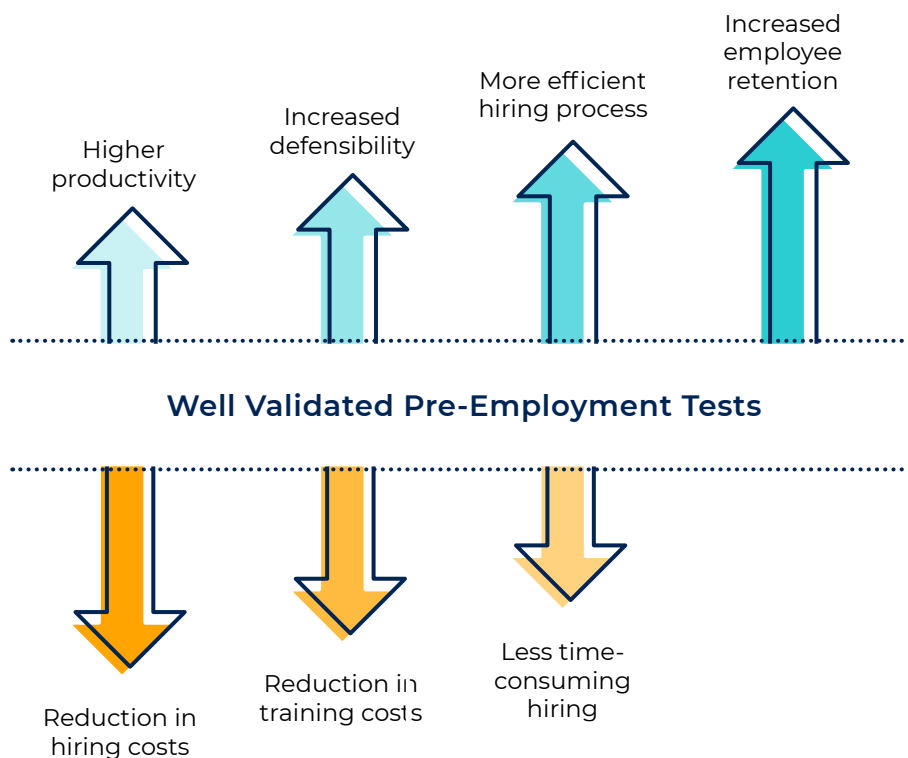 Increased
employee
retention
More efficient
hiring process
Increased
defensibility
Higher
productivity
Well Validated Pre-Employment Tests
Less time-
consuming
hiring
Reduction in
training costs
Reduction in
hiring costs